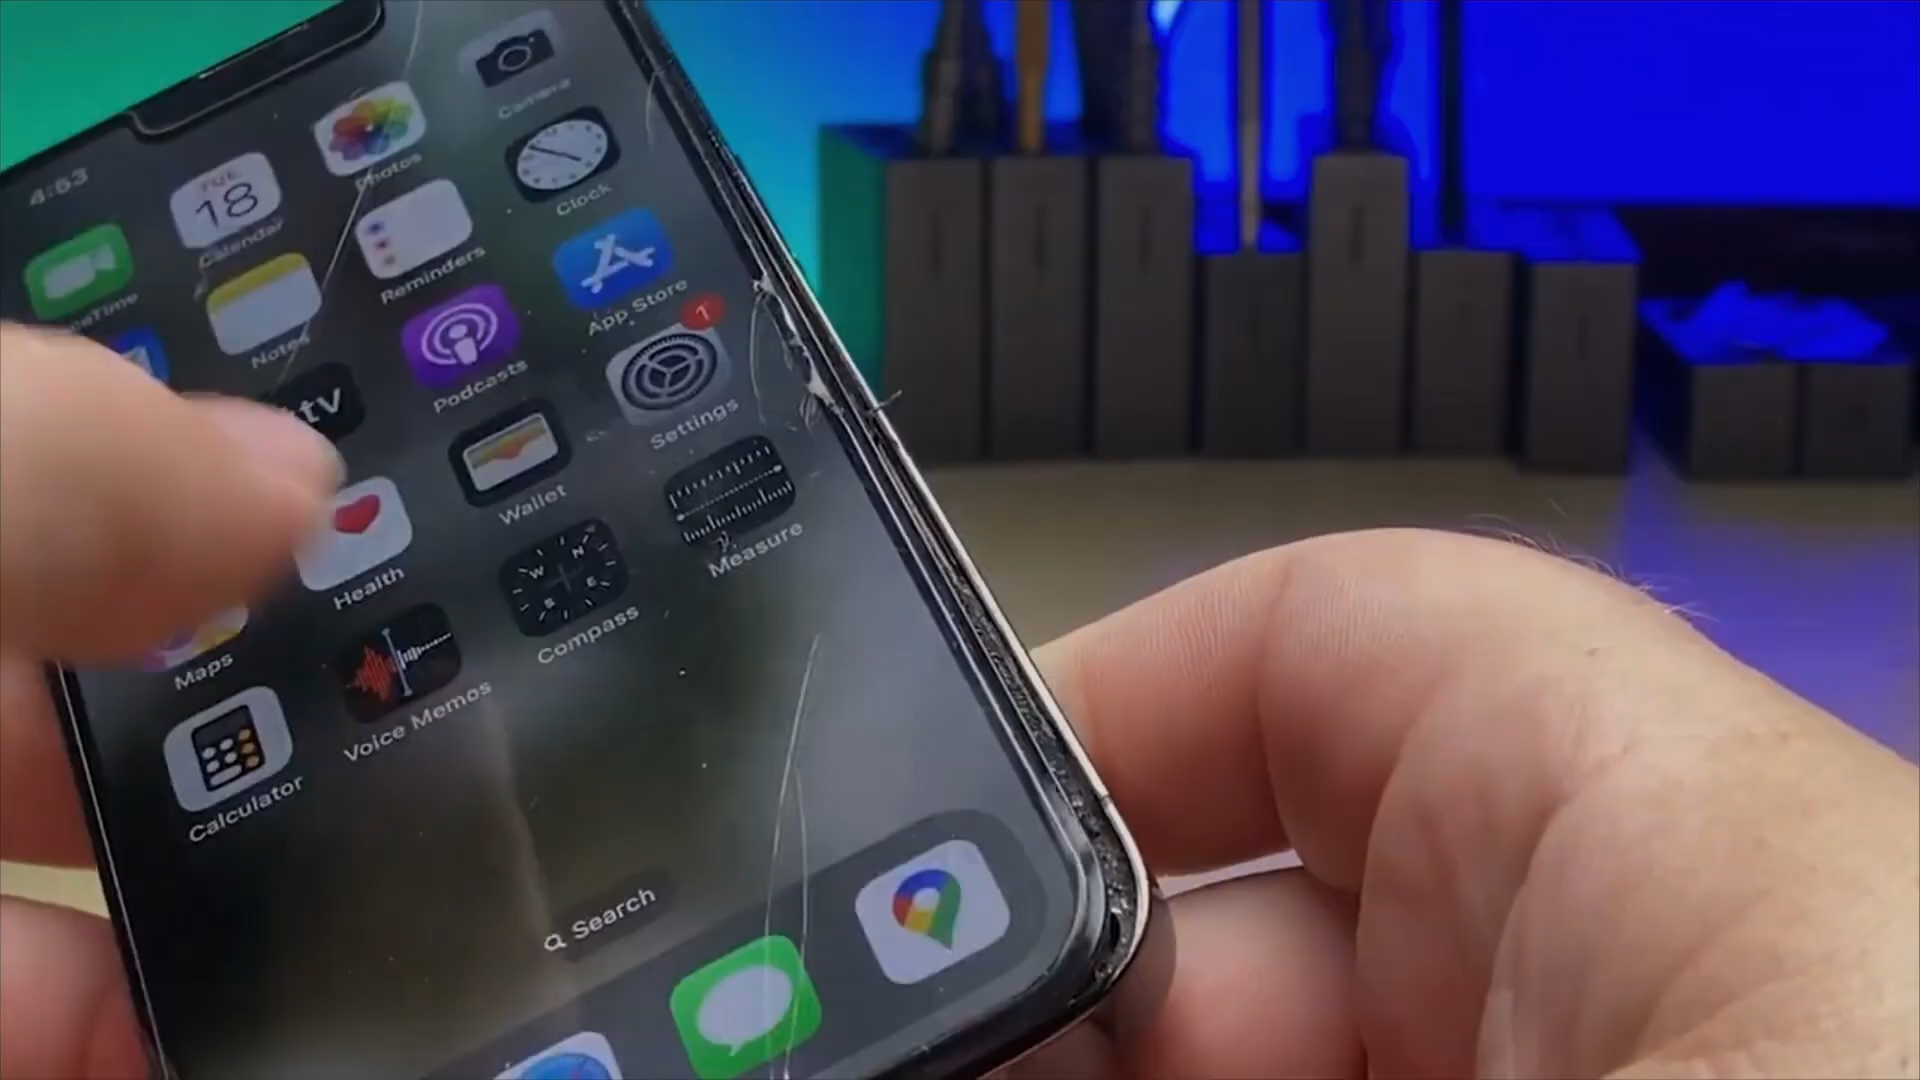 4:53
Camera
Photos
TUE
18
Calendar
Clock
Reminders
Notes
App Store
1
Podcasts
tv
Settings
Wallet
Health
Measure
N
W
E
S
Compass
Maps
Voice Memos
Calculator
Search